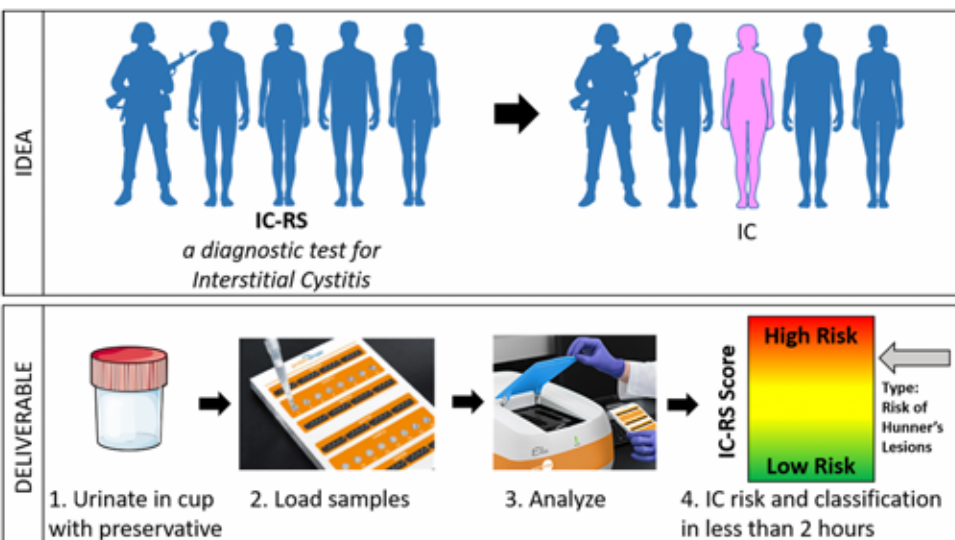 IDEA
IC-RS
a diagnostic test for
Interstitial Cystitis
IC
DELIVERABLE
1. Urinate in cup
with preservative
2. Load samples
3. Analyze
IC-RS Score
High Risk
Low Risk
Type:
Risk of
Hunner's
Lesions
4. IC risk and classification
in less than 2 hours